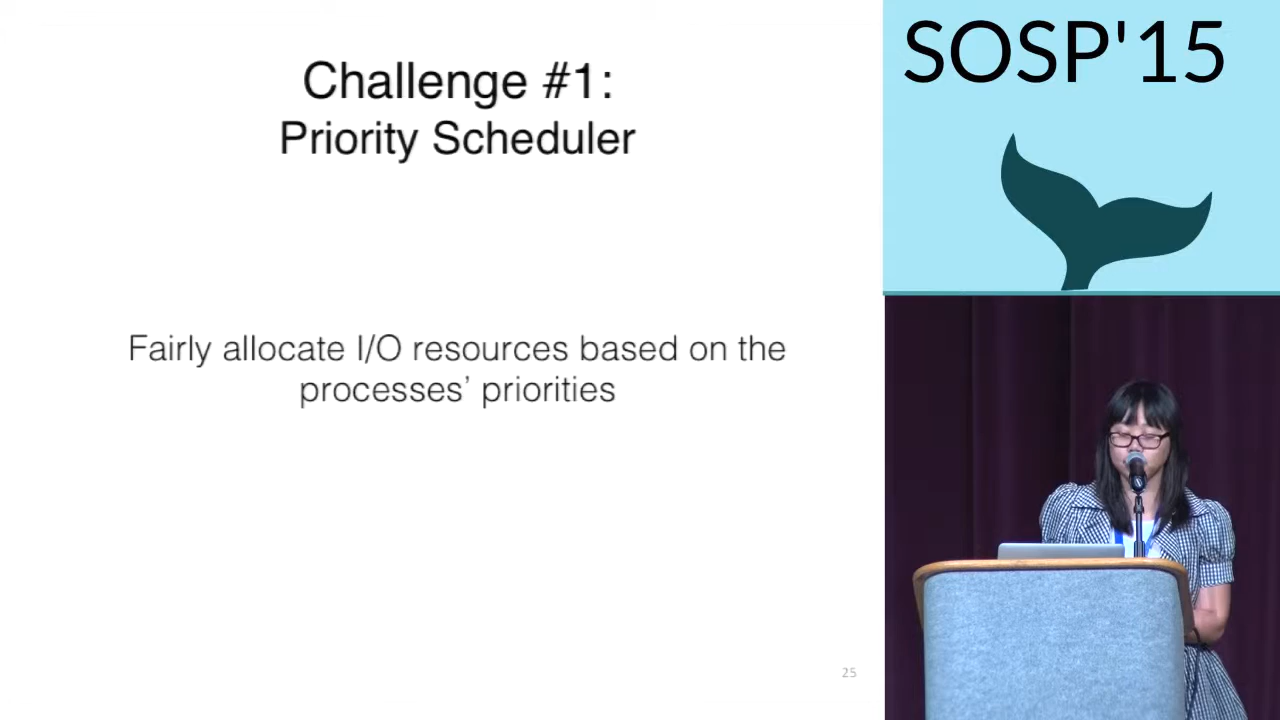 Challenge #1:
Priority Scheduler
Fairly allocate I/O resources based on the
processes’ priorities
25
SOSP'15